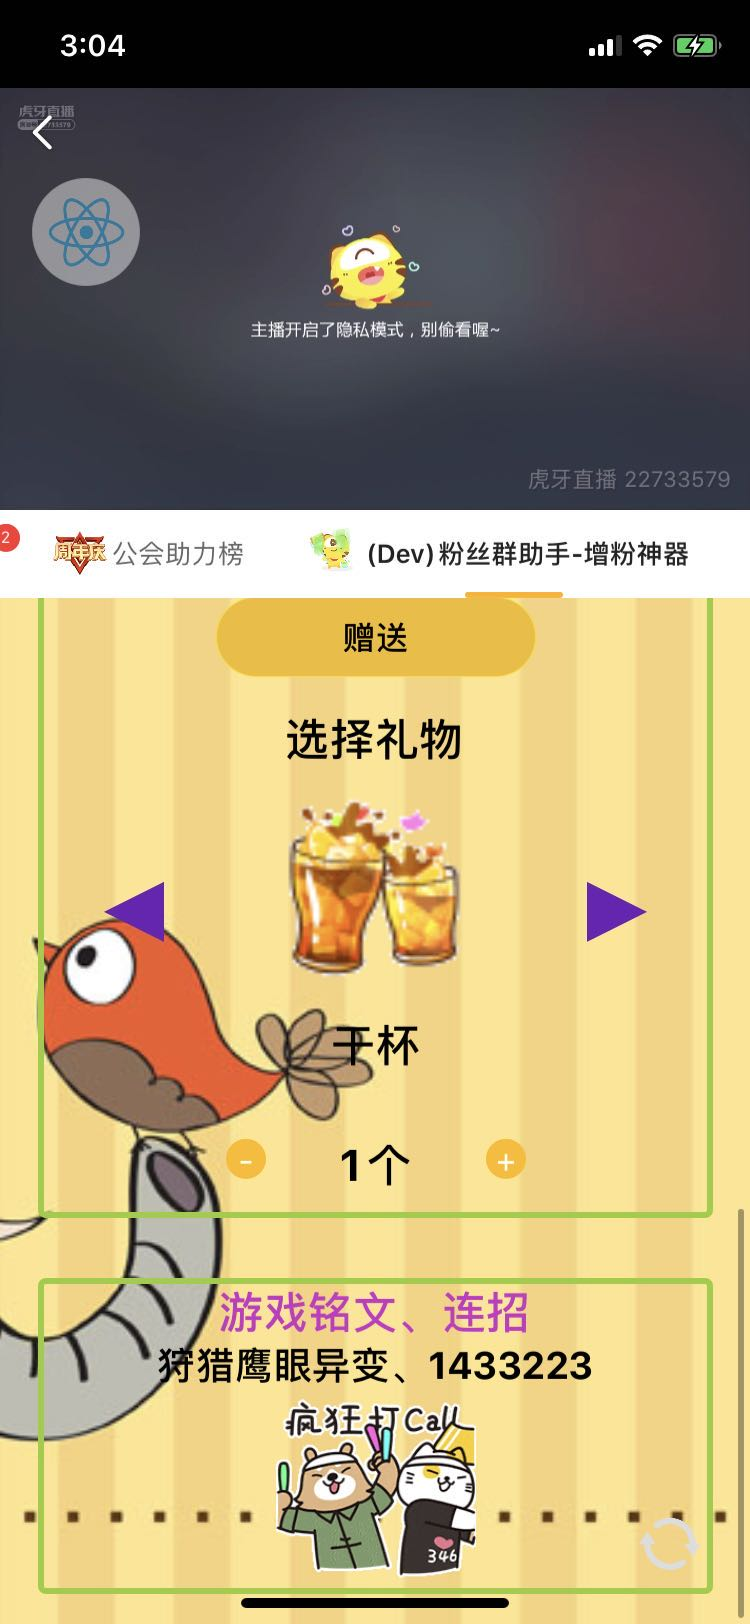 3:04
虎牙直播
主播开启了隐私模式，别偷看喔~
虎牙直播 22733579
2
周年庆
公会助力榜
(Dev)粉丝群助手-增粉神器
赠送
选择礼物
干杯
-
1个
+
游戏铭文、连招
狩猎鹰眼异变、1433223
疯狂打Call
346